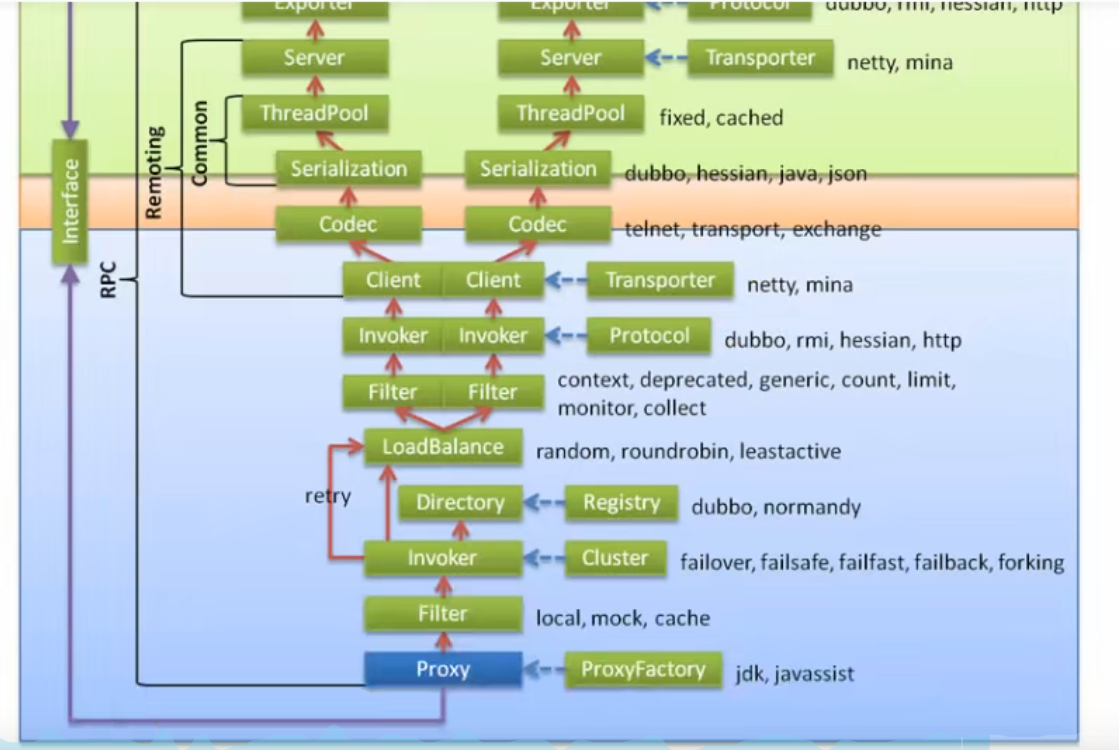 Exporter Exporter Protocol dubbo, rmi, hessian, http
Server Server Transporter netty, mina
ThreadPool ThreadPool fixed, cached
Common
Remoting
Serialization Serialization dubbo, hessian, java, json
Interface
Codec Codec telnet, transport, exchange
RPC
Client Client Transporter netty, mina
Invoker Invoker Protocol dubbo, rmi, hessian, http
Filter Filter context, deprecated, generic, count, limit,
monitor, collect
LoadBalance random, roundrobin, leastactive
retry
Directory Registry dubbo, normandy
Invoker Cluster failover, failsafe, failfast, failback, forking
Filter local, mock, cache
Proxy ProxyFactory jdk, javassist